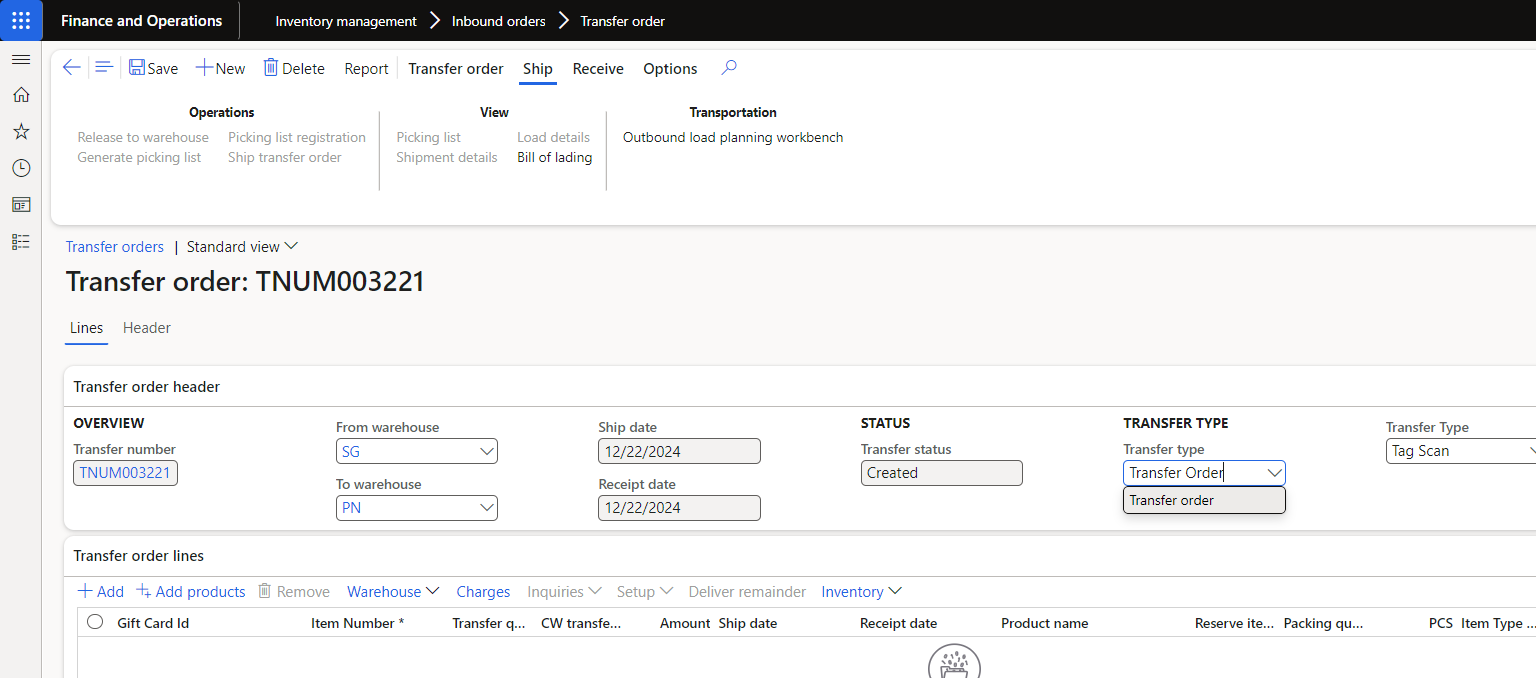 Finance and Operations
Inventory management
Inbound orders
Transfer order
Save
New
Delete
Report
Transfer order
Ship
Receive
Options
Operations
Release to warehouse
Picking list registration
Generate picking list
Ship transfer order
View
Picking list
Load details
Shipment details
Bill of lading
Transportation
Outbound load planning workbench
Transfer orders | Standard view
Transfer order: TNUM003221
Lines
Header
Transfer order header
OVERVIEW
Transfer number
TNUM003221
From warehouse
SG
To warehouse
PN
Ship date
12/22/2024
Receipt date
12/22/2024
STATUS
Transfer status
Created
TRANSFER TYPE
Transfer type
Transfer Order
Transfer order
Transfer Type
Tag Scan
Transfer order lines
Add
Add products
Remove
Warehouse
Charges
Inquiries
Setup
Deliver remainder
Inventory
Gift Card Id
Item Number *
Transfer q...
CW transfe...
Amount
Ship date
Receipt date
Product name
Reserve ite...
Packing qu...
PCS
Item Type ...